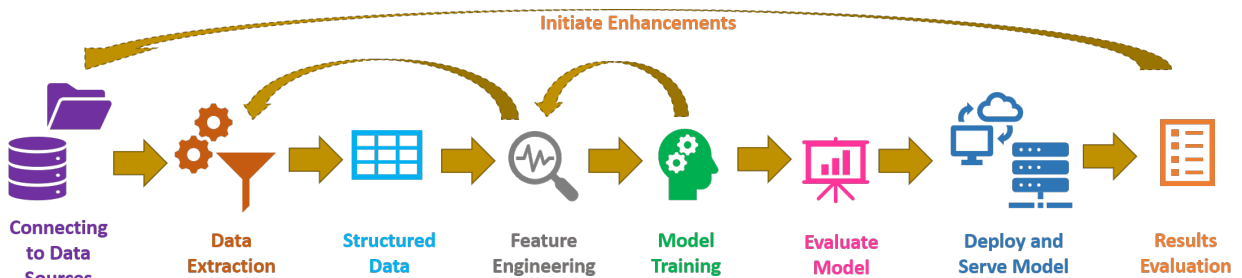 Initiate Enhancements
Connecting
to Data
Sources
Data
Extraction
Structured
Data
Feature
Engineering
Model
Training
Evaluate
Model
Deploy and
Serve Model
Results
Evaluation